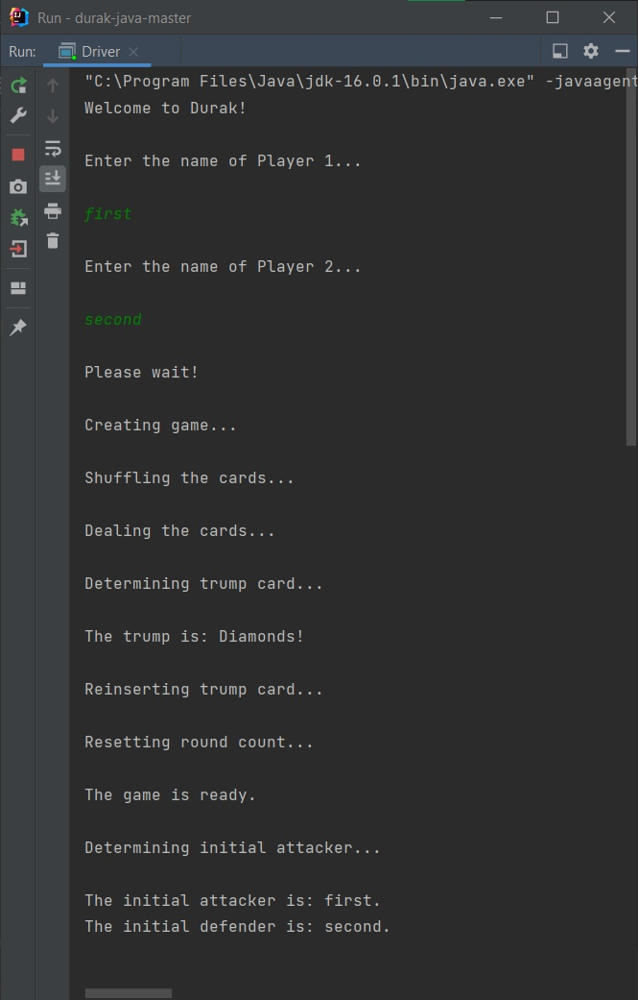 Run - durak-java-master
Run:
Driver
"C:\Program Files\Java\jdk-16.0.1\bin\java.exe" -javaagent
Welcome to Durak!
Enter the name of Player 1...
first
Enter the name of Player 2...
second
Please wait!
Creating game...
Shuffling the cards...
Dealing the cards...
Determining trump card...
The trump is: Diamonds!
Reinserting trump card...
Resetting round count...
The game is ready.
Determining initial attacker...
The initial attacker is: first.
The initial defender is: second.